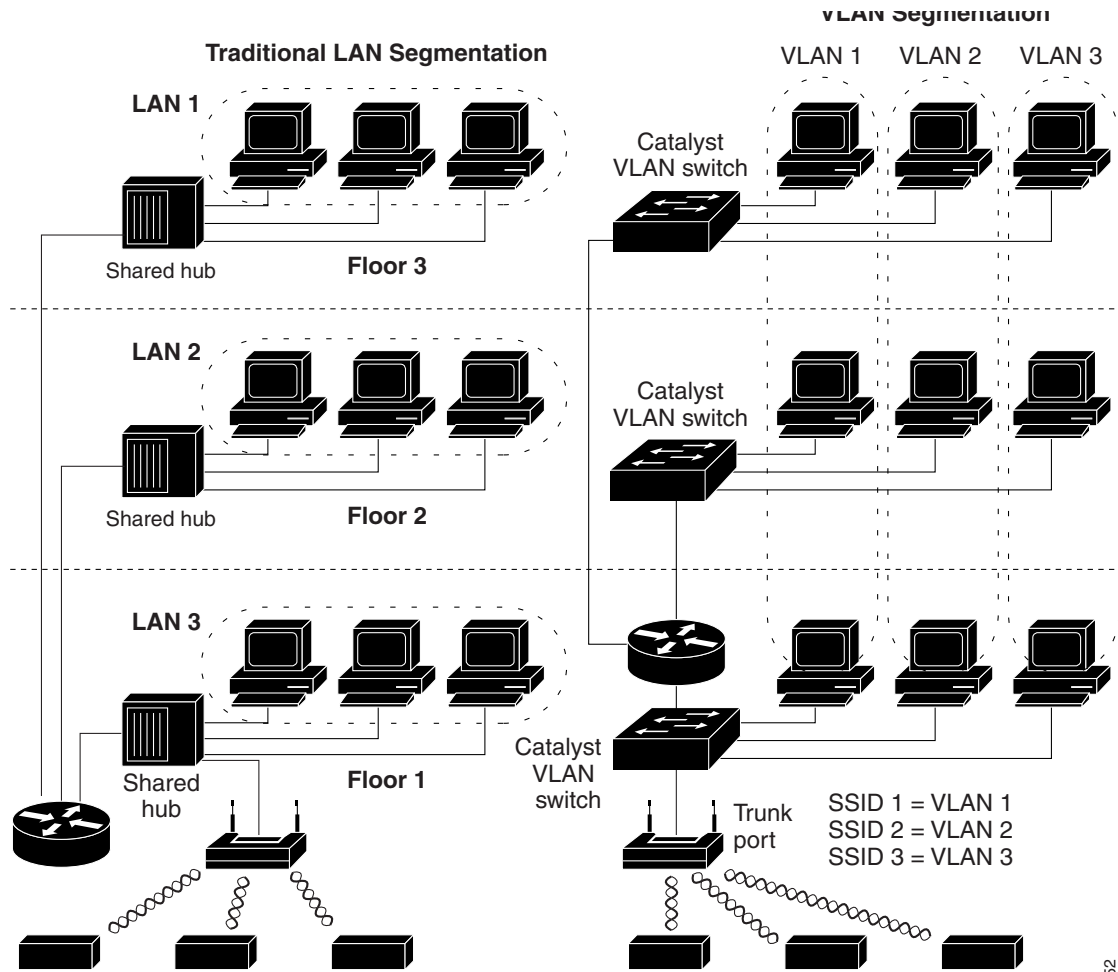 VLAN Segmentation
Traditional LAN Segmentation
VLAN 1
VLAN 2
VLAN 3
LAN 1
Catalyst
VLAN switch
Shared hub
Floor 3
LAN 2
Catalyst
VLAN switch
Shared hub
Floor 2
LAN 3
Catalyst
VLAN
switch
Shared
hub
Floor 1
Trunk
port
SSID 1 = VLAN 1
SSID 2 = VLAN 2
SSID 3 = VLAN 3